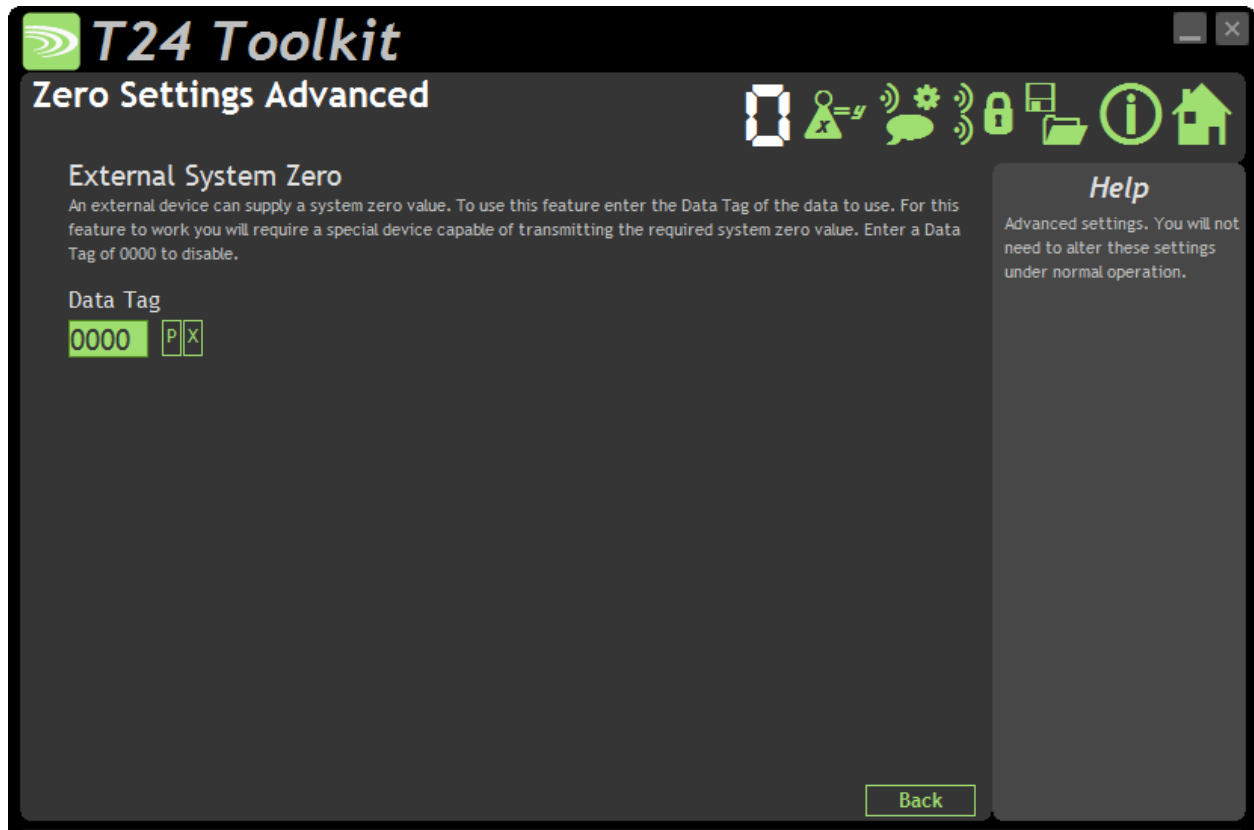 T24 Toolkit
Zero Settings Advanced
0
x=y
i
External System Zero
An external device can supply a system zero value. To use this feature enter the Data Tag of the data to use. For this
feature to work you will require a special device capable of transmitting the required system zero value. Enter a Data
Tag of 0000 to disable.
Data Tag
0000 P X
Help
Advanced settings. You will not
need to alter these settings
under normal operation.
Back